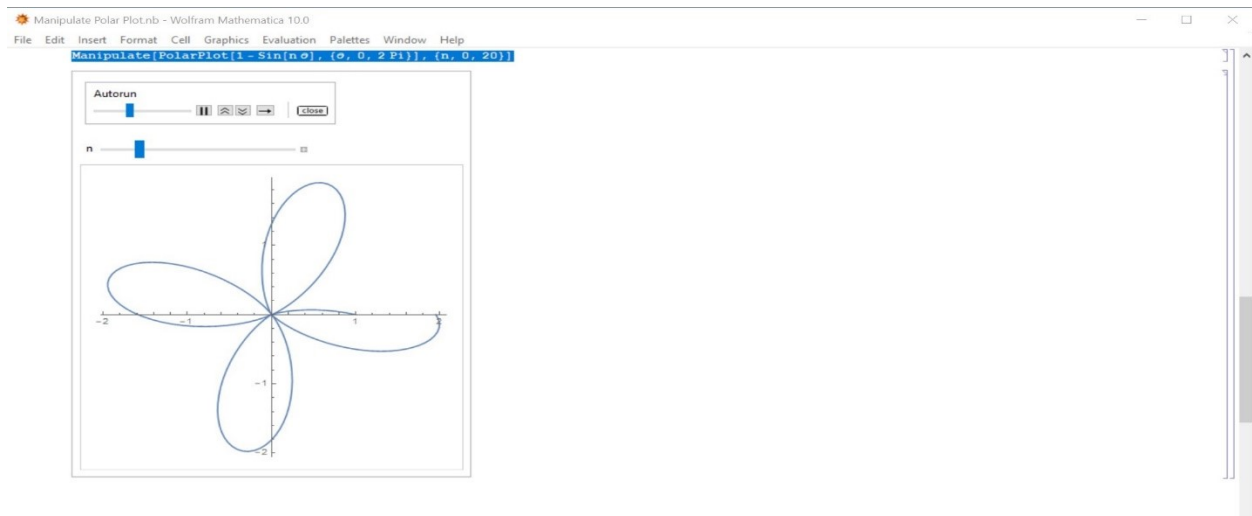 Manipulate Polar Plot.nb - Wolfram Mathematica 10.0
File Edit Insert Format Cell Graphics Evaluation Palettes Window Help
Manipulate[PolarPlot[1 - Sin[n σ], {σ, 0, 2 Pi}], {n, 0, 20}]
Autorun
close
n
1
-2 -1 1 2
-1
-2